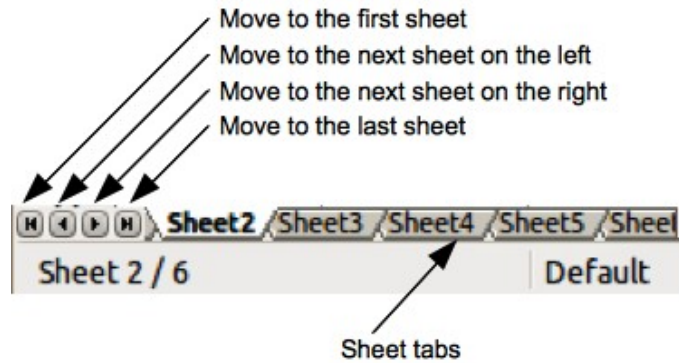 Move to the first sheet
Move to the next sheet on the left
Move to the next sheet on the right
Move to the last sheet
Sheet2 Sheet3 Sheet4 Sheet5 Sheet
Sheet 2 / 6 Default
Sheet tabs